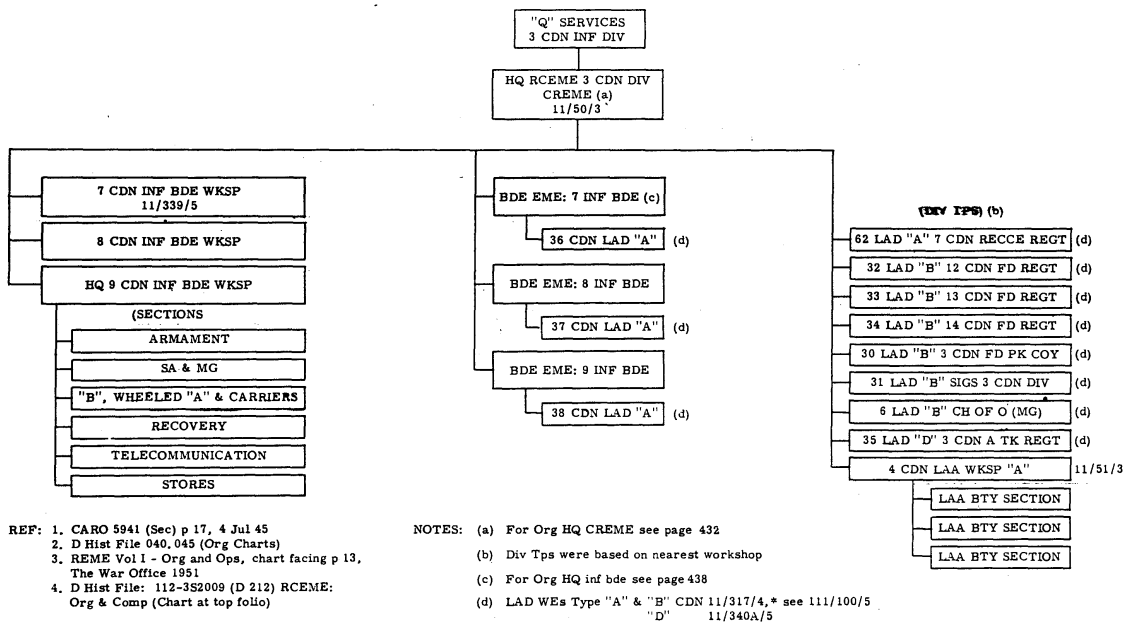 "Q" SERVICES
3 CDN INF DIV
HQ RCEME 3 CDN DIV
CREME (a)
11/50/3
7 CDN INF BDE WKSP
11/339/5
8 CDN INF BDE WKSP
HQ 9 CDN INF BDE WKSP
(SECTIONS
ARMAMENT
SA & MG
"B", WHEELED "A" & CARRIERS
RECOVERY
TELECOMMUNICATION
STORES
BDE EME: 7 INF BDE (c)
36 CDN LAD "A" (d)
BDE EME: 8 INF BDE
37 CDN LAD "A" (d)
BDE EME: 9 INF BDE
38 CDN LAD "A" (d)
(DIV TPS) (b)
62 LAD "A" 7 CDN RECCE REGT (d)
32 LAD "B" 12 CDN FD REGT (d)
33 LAD "B" 13 CDN FD REGT (d)
34 LAD "B" 14 CDN FD REGT (d)
30 LAD "B" 3 CDN FD PK COY (d)
31 LAD "B" SIGS 3 CDN DIV (d)
6 LAD "B" CH OF O (MG) (d)
35 LAD "D" 3 CDN A TK REGT (d)
4 CDN LAA WKSP "A" 11/51/3
LAA BTY SECTION
LAA BTY SECTION
LAA BTY SECTION
REF: 1. CARO 5941 (Sec) p 17, 4 Jul 45
2. D Hist File 040.045 (Org Charts)
3. REME Vol I - Org and Ops, chart facing p 13,
The War Office 1951
4. D Hist File: 112-3S2009 (D 212) RCEME:
Org & Comp (Chart at top folio)
NOTES: (a) For Org HQ CREME see page 432
(b) Div Tps were based on nearest workshop
(c) For Org HQ inf bde see page 438
(d) LAD WEs Type "A" & "B" CDN 11/317/4,* see 111/100/5
"D" 11/340A/5